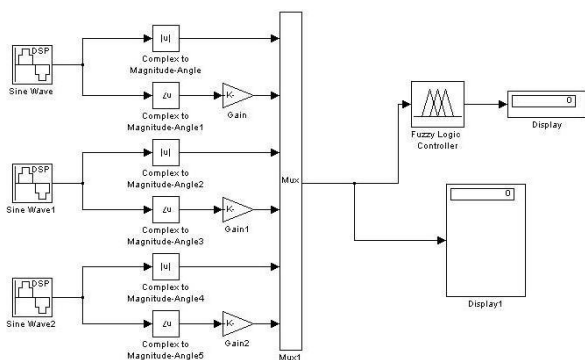 DSP
Sine Wave
|u|
Complex to
Magnitude-Angle
∠u
Complex to
Magnitude-Angle1
K-
Gain
DSP
Sine Wave1
|u|
Complex to
Magnitude-Angle2
∠u
Complex to
Magnitude-Angle3
K-
Gain1
DSP
Sine Wave2
|u|
Complex to
Magnitude-Angle4
∠u
Complex to
Magnitude-Angle5
K-
Gain2
Mux
Mux1
Fuzzy Logic
Controller
0
Display
0
Display1